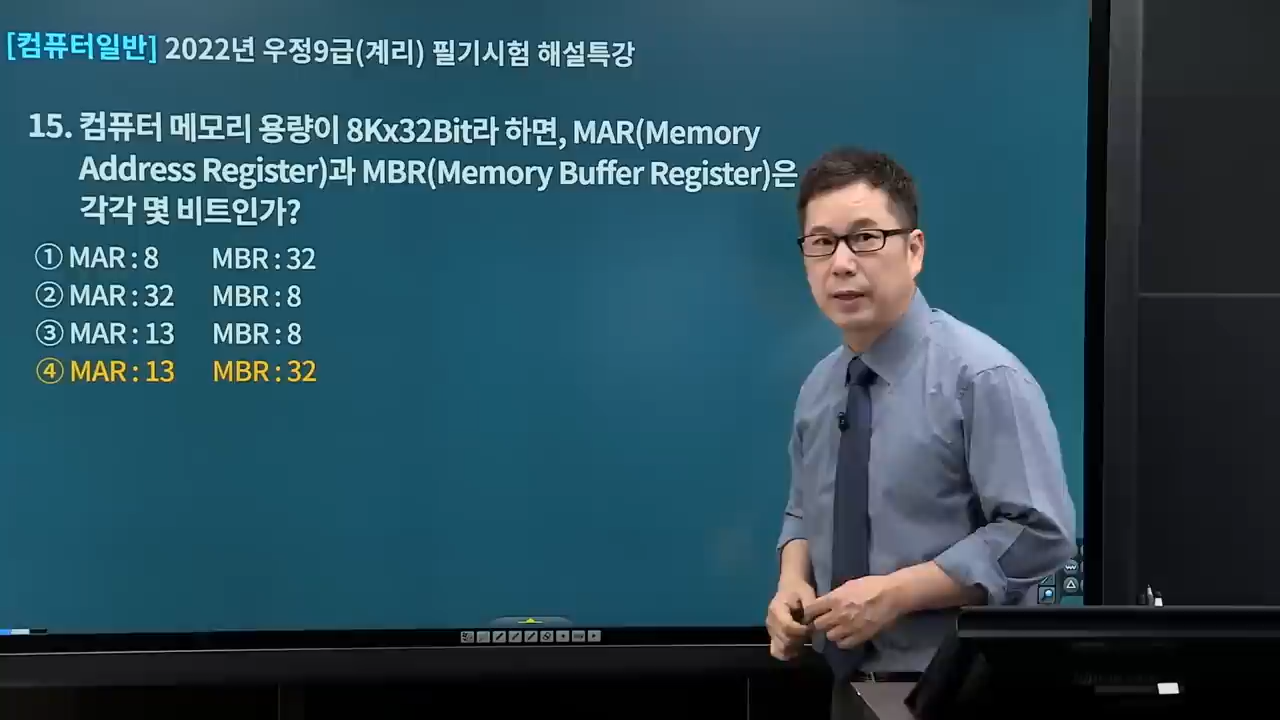 [컴퓨터일반] 2022년 우정9급(계리) 필기시험 해설특강
15. 컴퓨터 메모리 용량이 8Kx32Bit라 하면, MAR(Memory
Address Register)과 MBR(Memory Buffer Register)은
각각 몇 비트인가?
① MAR : 8 MBR : 32
② MAR : 32 MBR : 8
③ MAR : 13 MBR : 8
④ MAR : 13 MBR : 32